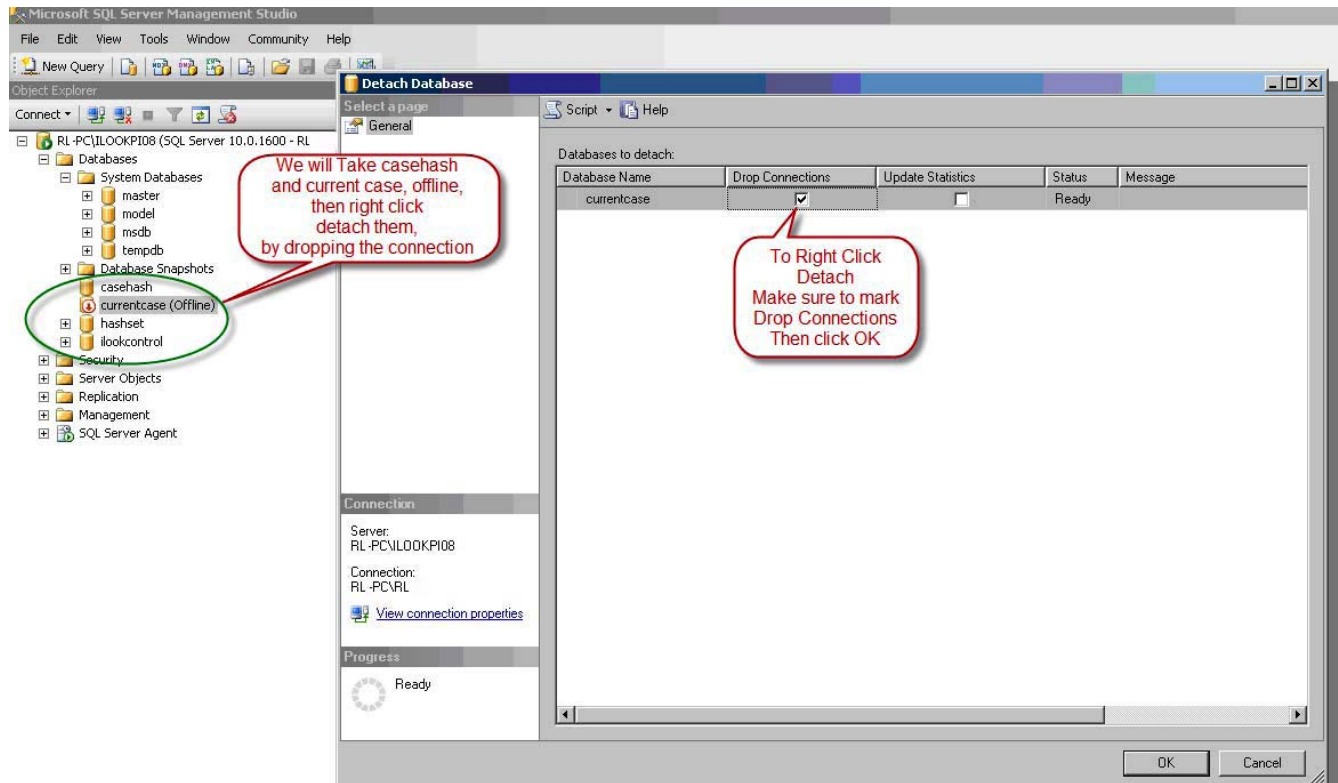 Microsoft SQL Server Management Studio
File Edit View Tools Window Community Help
New Query
Object Explorer
Connect
RL-PC\ILOOKPI08 (SQL Server 10.0.1600 - RL
Databases
System Databases
master
model
msdb
tempdb
Database Snapshots
casehash
currentcase (Offline)
hashset
ilookcontrol
Security
Server Objects
Replication
Management
SQL Server Agent
We will Take casehash
and current case, offline,
then right click
detach them,
by dropping the connection
Detach Database
Select a page
General
Script Help
Databases to detach:
Database Name Drop Connections Update Statistics Status Message
currentcase Ready
To Right Click
Detach
Make sure to mark
Drop Connections
Then click OK
Connection
Server:
RL-PC\ILOOKPI08
Connection:
RL-PC\RL
View connection properties
Progress
Ready
OK Cancel